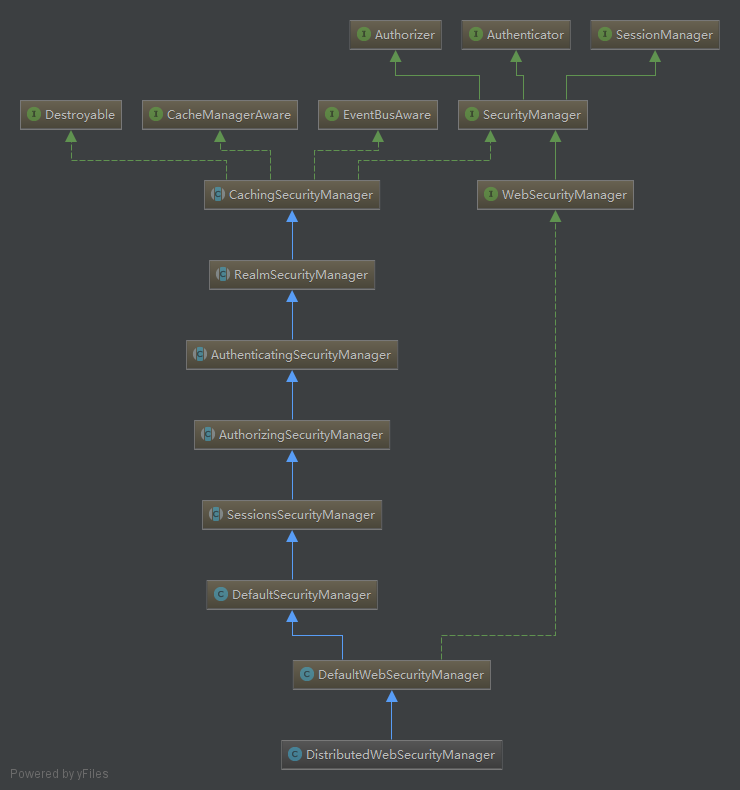 I Authorizer
I Authenticator
I SessionManager
I Destroyable
I CacheManagerAware
I EventBusAware
I SecurityManager
C CachingSecurityManager
I WebSecurityManager
C RealmSecurityManager
C AuthenticatingSecurityManager
C AuthorizingSecurityManager
C SessionsSecurityManager
C DefaultSecurityManager
C DefaultWebSecurityManager
C DistributedWebSecurityManager
Powered by yFiles